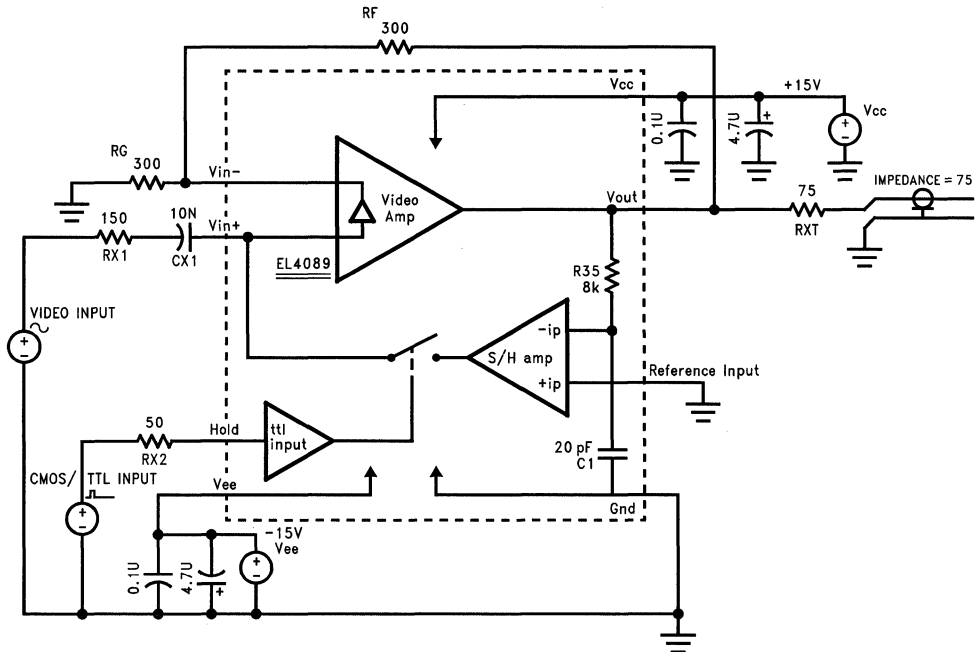 RF
300
Vcc
+15V
0.1U
4.7U
+
+
-
Vcc
RG
300
Vin-
Video
Amp
Vout
75
RXT
IMPEDANCE = 75
150
RX1
10N
CX1
Vin+
EL4089
R35
8k
VIDEO INPUT
+
-
S/H amp
-ip
+ip
Reference Input
50
RX2
Hold
ttl
input
20 pF
C1
CMOS/ TTL INPUT
+
-
Vee
Gnd
-15V
Vee
0.1U
4.7U
+
+
-